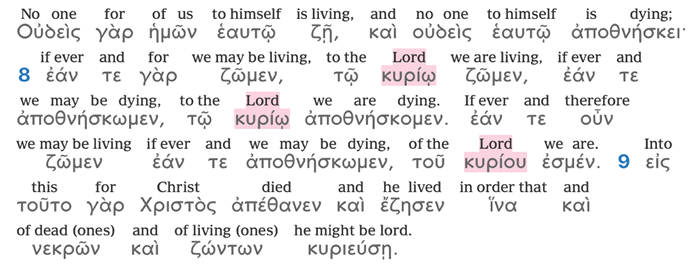 No one for of us to himself is living, and no one to himself is dying;
Οὐδεὶς γὰρ ἡμῶν ἑαυτῷ ζῇ, καὶ οὐδεὶς ἑαυτῷ ἀποθνήσκει·
if ever and for we may be living, to the Lord we are living, if ever and
8 ἐάν τε γὰρ ζῶμεν, τῷ κυρίῳ ζῶμεν, ἐάν τε
we may be dying, to the Lord we are dying. If ever and therefore
ἀποθνήσκωμεν, τῷ κυρίῳ ἀποθνήσκομεν. ἐάν τε οὖν
we may be living if ever and we may be dying, of the Lord we are. Into
ζῶμεν ἐάν τε ἀποθνήσκωμεν, τοῦ κυρίου ἐσμέν. 9 εἰς
this for Christ died and he lived in order that and
τοῦτο γὰρ Χριστὸς ἀπέθανεν καὶ ἔζησεν ἵνα καὶ
of dead (ones) and of living (ones) he might be lord.
νεκρῶν καὶ ζώντων κυριεύσῃ.